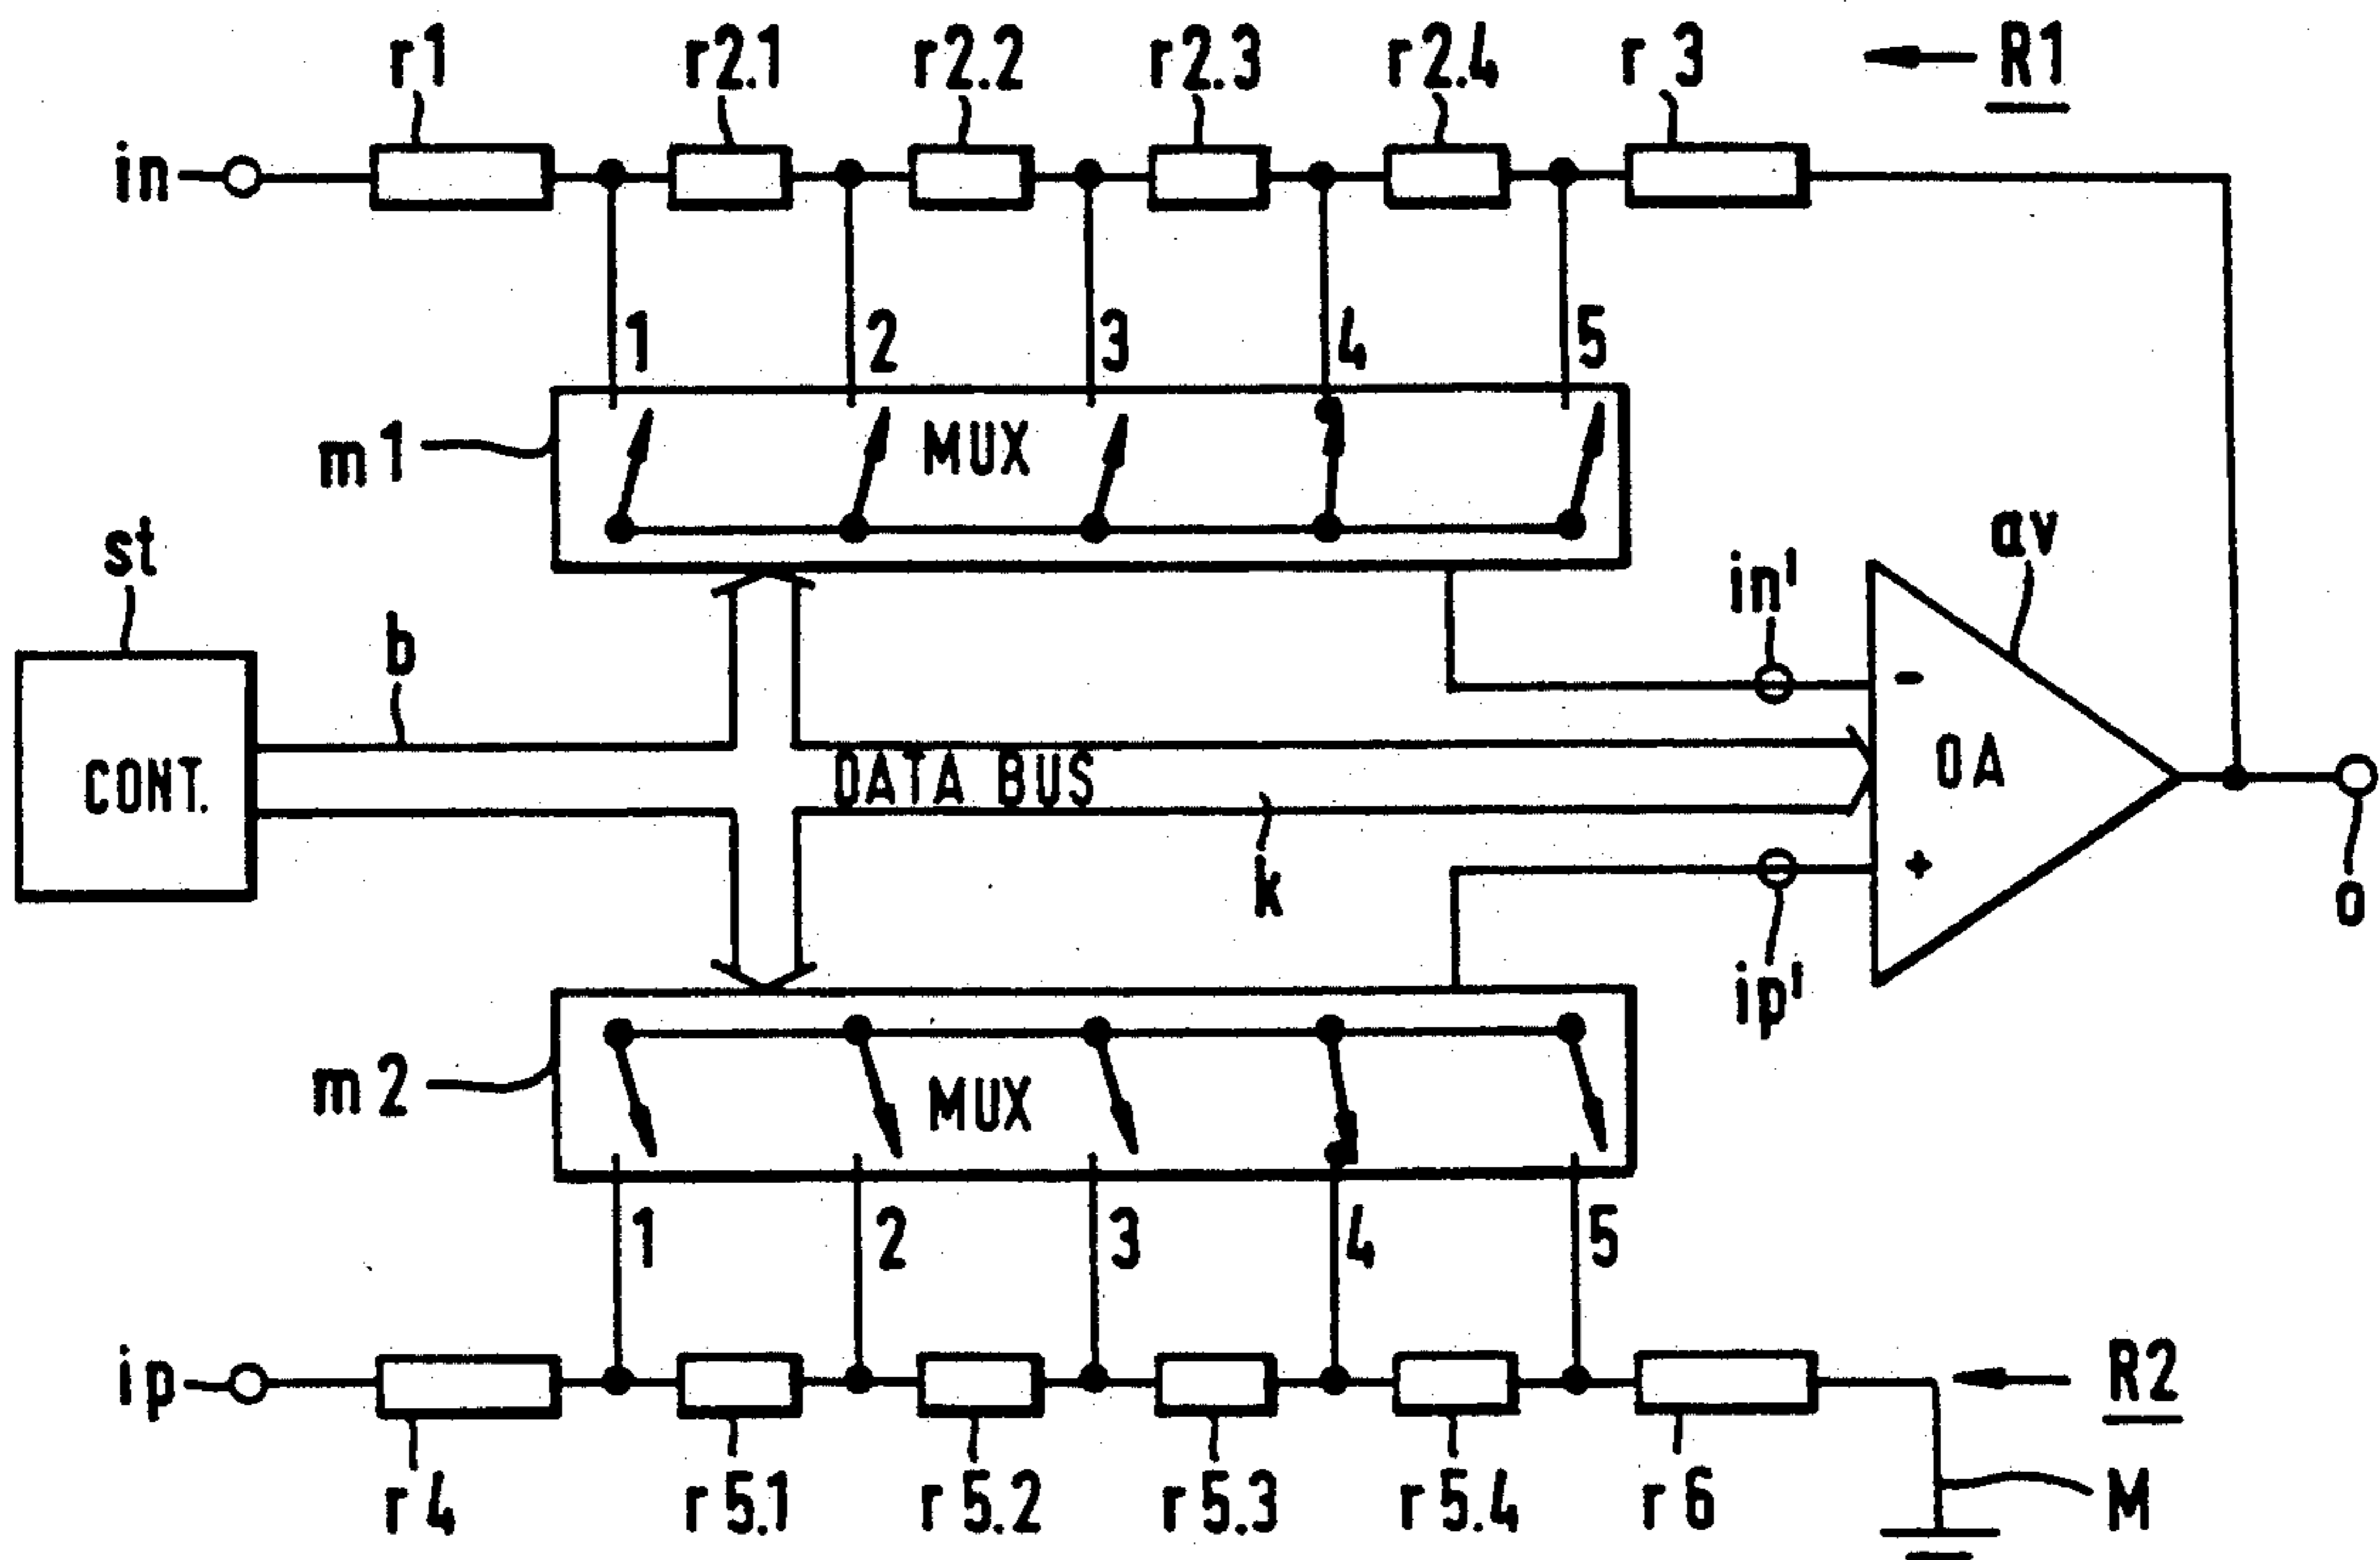 r1 r2.1 r2.2 r2.3 r2.4 r 3 R1
in
1 2 3 4 5
m1 MUX
st av
in'
b
- OA
CONT. DATA BUS
+
k o
ip'
m2 MUX
1 2 3 4 5
ip R2
r4 r5.1 r5.2 r5.3 r5.4 r6 M